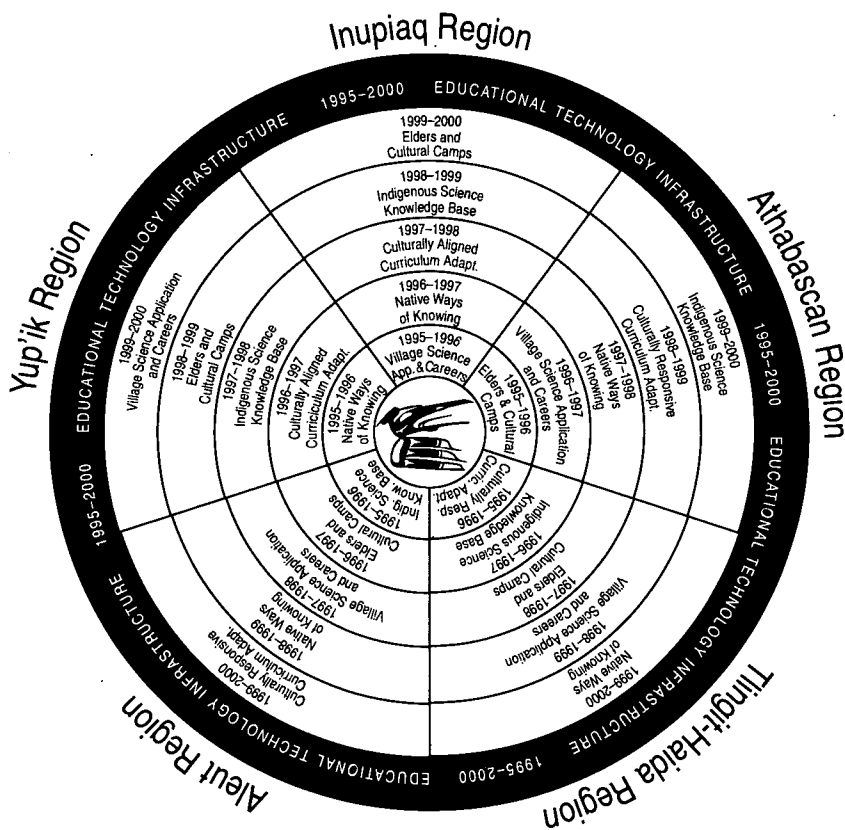 Inupiaq Region
Athabascan Region
Tlingit-Haida Region
Aleut Region
Yup'ik Region
EDUCATIONAL TECHNOLOGY INFRASTRUCTURE
1995–2000
EDUCATIONAL TECHNOLOGY INFRASTRUCTURE
1995–2000
EDUCATIONAL TECHNOLOGY INFRASTRUCTURE
1995–2000
EDUCATIONAL TECHNOLOGY INFRASTRUCTURE
1995–2000
EDUCATIONAL TECHNOLOGY INFRASTRUCTURE
1995–2000
1999–2000
Elders and
Cultural Camps
1998–1999
Indigenous Science
Knowledge Base
1997–1998
Culturally Aligned
Curriculum Adapt.
1996–1997
Native Ways
of Knowing
1995–1996
Village Science
App. & Careers
1999–2000
Indigenous Science
Knowledge Base
1998–1999
Culturally Responsive
Curriculum Adapt.
1997–1998
Native Ways
of Knowing
1996–1997
Village Science Application
and Careers
1995–1996
Elders & Cultural
Camps
Culturally Resp.
Curric. Adapt.
1995–1996
Indigenous Science
Knowledge Base
1996–1997
Elders and
Cultural Camps
1997–1998
Village Science Application
and Careers
1998–1999
Native Ways
of Knowing
1999–2000
Indig. Science
Know. Base
1995–1996
Elders and
Cultural Camps
1996–1997
Village Science Application
and Careers
1997–1998
Native Ways
of Knowing
1998–1999
Culturally Responsive
Curriculum Adapt.
1999–2000
1999–2000
Village Science Application
and Careers
1998–1999
Elders and
Cultural Camps
1997–1998
Indigenous Science
Knowledge Base
1996–1997
Culturally Aligned
Curriciculum Adapt.
1995–1996
Native Ways
of Knowing